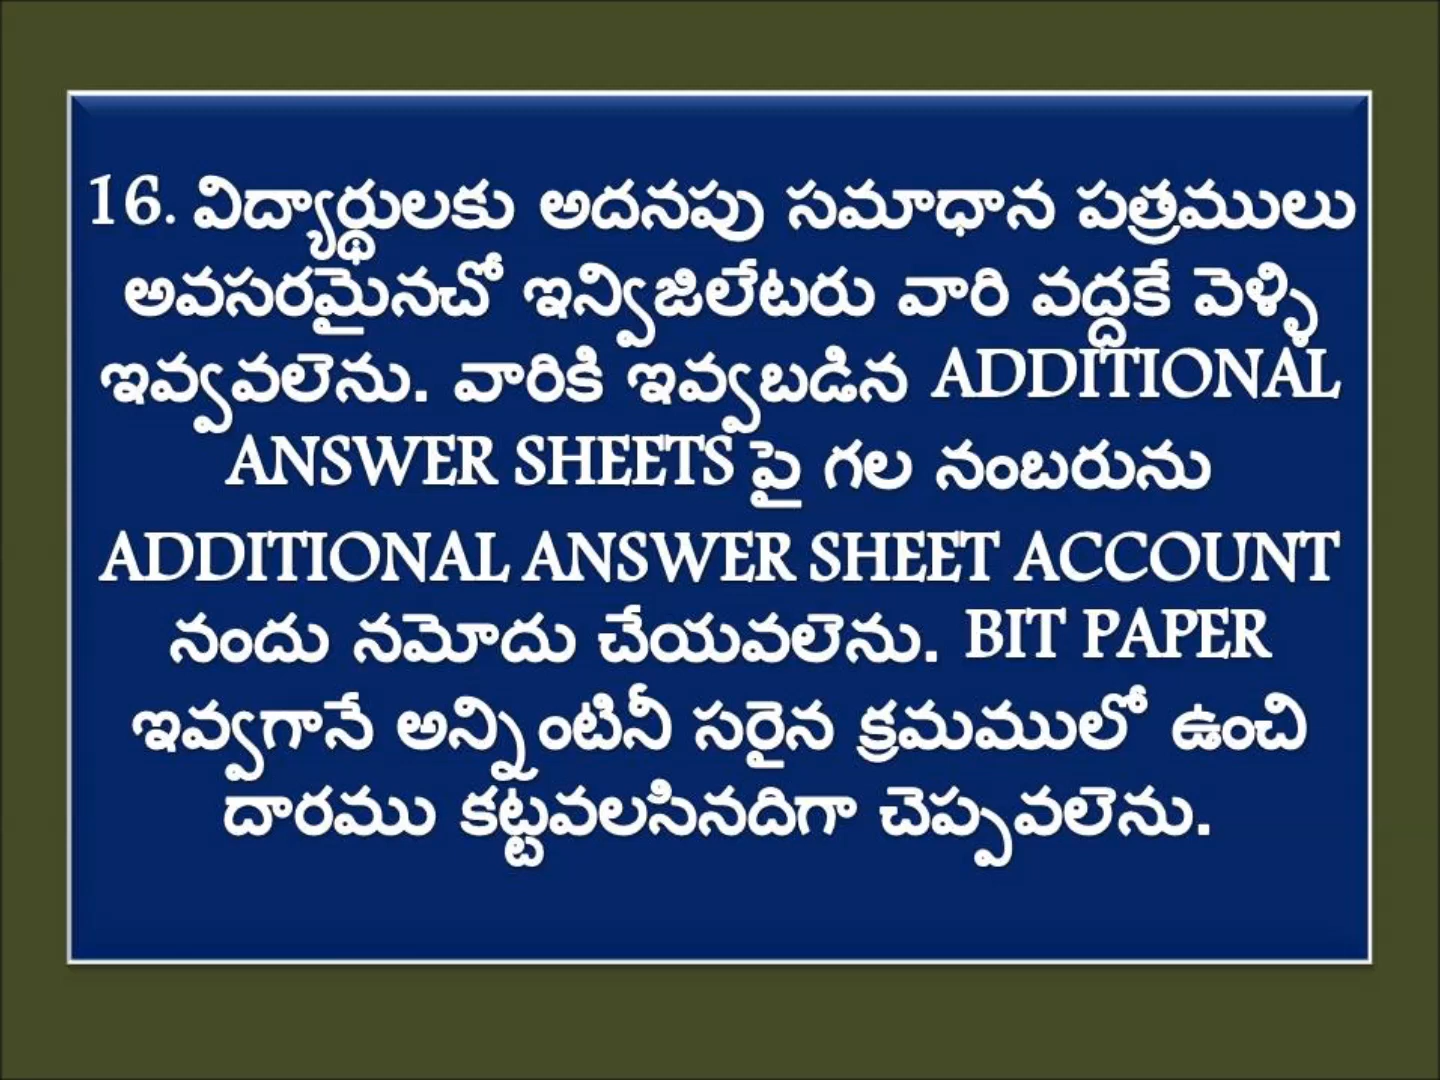 16. విద్యార్థులకు అదనపు సమాధాన పత్రములు
అవసరమైనచో ఇన్విజిలేటరు వారి వద్దకే వెళ్ళి
ఇవ్వవలెను. వారికి ఇవ్వబడిన ADDITIONAL
ANSWER SHEETS పై గల నంబరును
ADDITIONAL ANSWER SHEET ACCOUNT
నందు నమోదు చేయవలెను. BIT PAPER
ఇవ్వగానే అన్నింటినీ సరైన క్రమములో ఉంచి
దారము కట్టవలసినదిగా చెప్పవలెను.